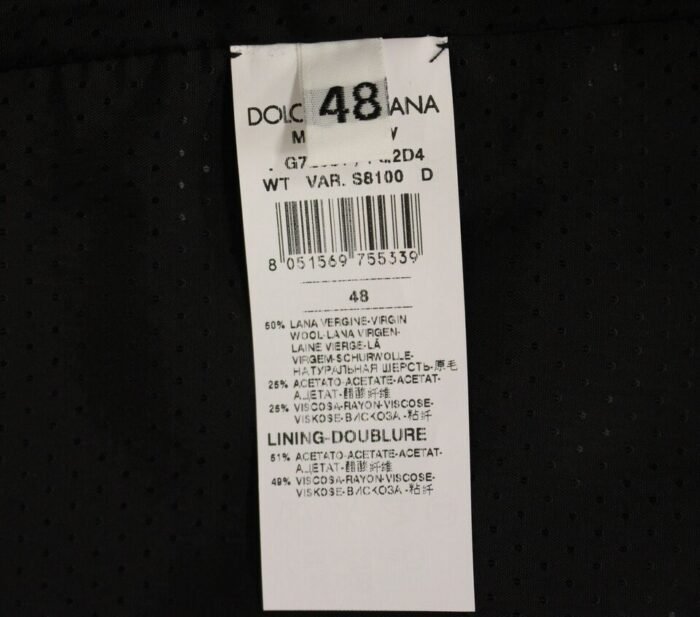 48
WT VAR. S8100 D
8 051569 755339
48
50% LANA VERGINE-VIRGIN
WOOL-LANA VIRGEN-
LAINE VIERGE-LÃ
VIRGEM-SCHURWOLLE-
НАТУРАЛЬНАЯ ШЕРСТЬ-原毛
25% ACETATO-ACETATE-ACETAT-
АЦЕТАТ-醋酸纤维
25% VISCOSA-RAYON-VISCOSE-
VISKOSE-ВИСКОЗА-粘纤
LINING-DOUBLURE
51% ACETATO-ACETATE-ACETAT-
АЦЕТАТ-醋酸纤维
49% VISCOSA-RAYON-VISCOSE-
VISKOSE-ВИСКОЗА-粘纤